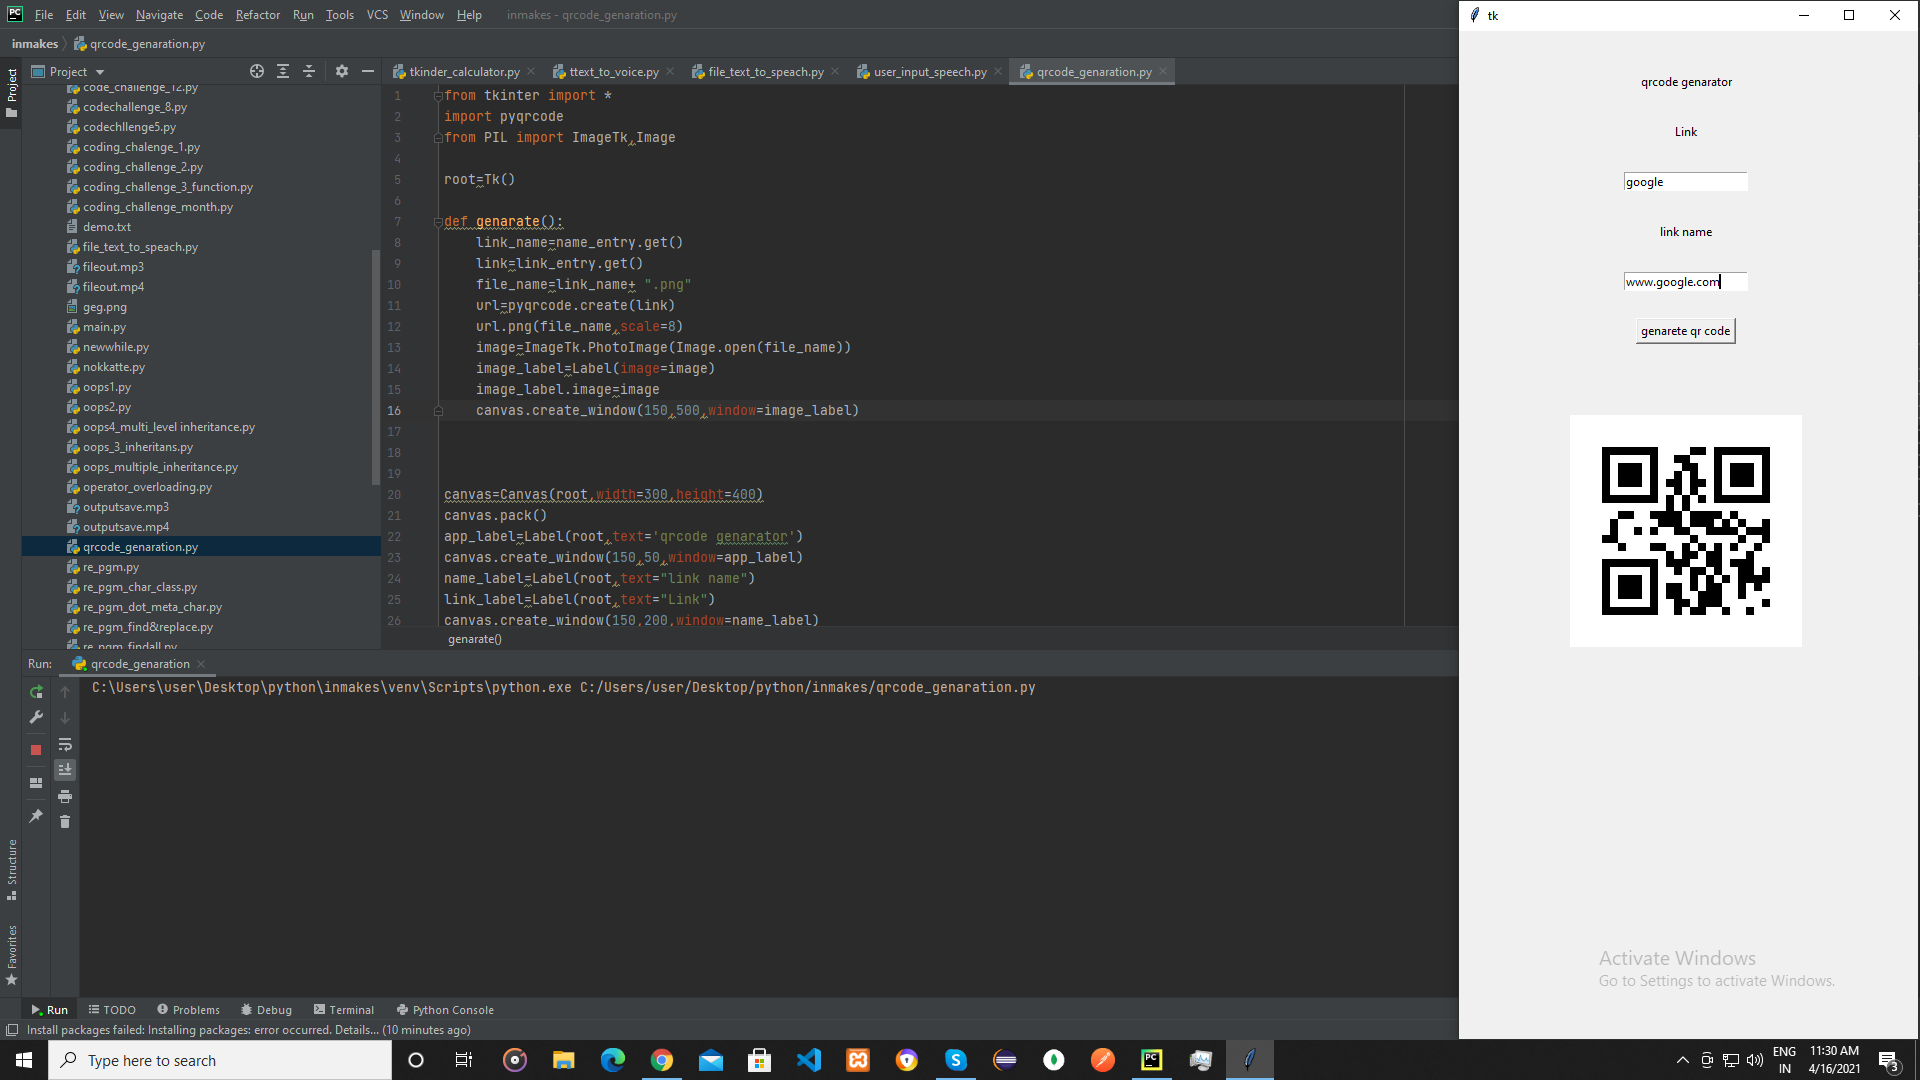 File Edit View Navigate Code Refactor Run Tools VCS Window Help inmakes - qrcode_genaration.py
inmakes qrcode_genaration.py
Project
Project
code_challenge_12.py
codechallenge_8.py
codechllenge5.py
coding_chalenge_1.py
coding_challenge_2.py
coding_challenge_3_function.py
coding_challenge_month.py
demo.txt
file_text_to_speach.py
fileout.mp3
fileout.mp4
geg.png
main.py
newwhile.py
nokkatte.py
oops1.py
oops2.py
oops4_multi_level inheritance.py
oops_3_inheritans.py
oops_multiple_inheritance.py
operator_overloading.py
outputsave.mp3
outputsave.mp4
qrcode_genaration.py
re_pgm.py
re_pgm_char_class.py
re_pgm_dot_meta_char.py
re_pgm_find&replace.py
re_pgm_findall.py
tkinder_calculator.py ttext_to_voice.py file_text_to_speach.py user_input_speech.py qrcode_genaration.py
1 from tkinter import *
2 import pyqrcode
3 from PIL import ImageTk,Image
4
5 root=Tk()
6
7 def genarate():
8 link_name=name_entry.get()
9 link=link_entry.get()
10 file_name=link_name+ ".png"
11 url=pyqrcode.create(link)
12 url.png(file_name,scale=8)
13 image=ImageTk.PhotoImage(Image.open(file_name))
14 image_label=Label(image=image)
15 image_label.image=image
16 canvas.create_window(150,500,window=image_label)
17
18
19
20 canvas=Canvas(root,width=300,height=400)
21 canvas.pack()
22 app_label=Label(root,text='qrcode genarator')
23 canvas.create_window(150,50,window=app_label)
24 name_label=Label(root,text="link name")
25 link_label=Label(root,text="Link")
26 canvas.create_window(150,200,window=name_label)
genarate()
Run: qrcode_genaration
C:\Users\user\Desktop\python\inmakes\venv\Scripts\python.exe C:/Users/user/Desktop/python/inmakes/qrcode_genaration.py
Structure
Favorites
Run TODO Problems Debug Terminal Python Console
Install packages failed: Installing packages: error occurred. Details... (10 minutes ago)
tk
qrcode genarator
Link
google
link name
www.google.com
genarete qr code
Activate Windows
Go to Settings to activate Windows.
Type here to search
PC
PC
ENG
IN
11:30 AM
4/16/2021
3